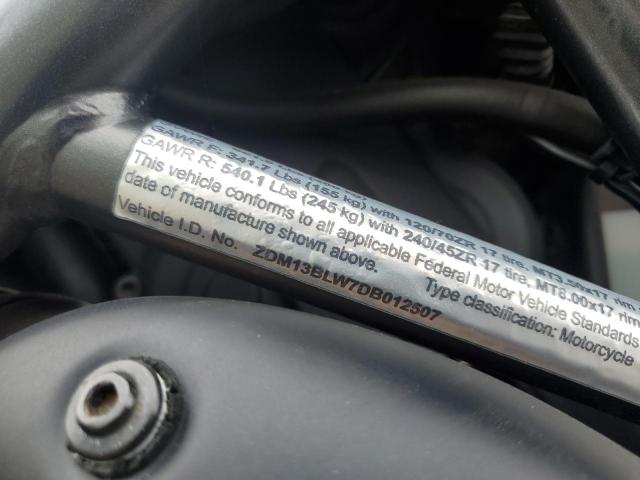 GAWR F: 341.7 Lbs (155 kg) with 120/70ZR 17 tire, MT3.50x17 rim
GAWR R: 540.1 Lbs (245 kg) with 240/45ZR 17 tire, MT8.00x17 rim
This vehicle conforms to all applicable Federal Motor Vehicle Standards
date of manufacture shown above.
Type classification: Motorcycle
Vehicle I.D. No. ZDM13BLW7DB012507